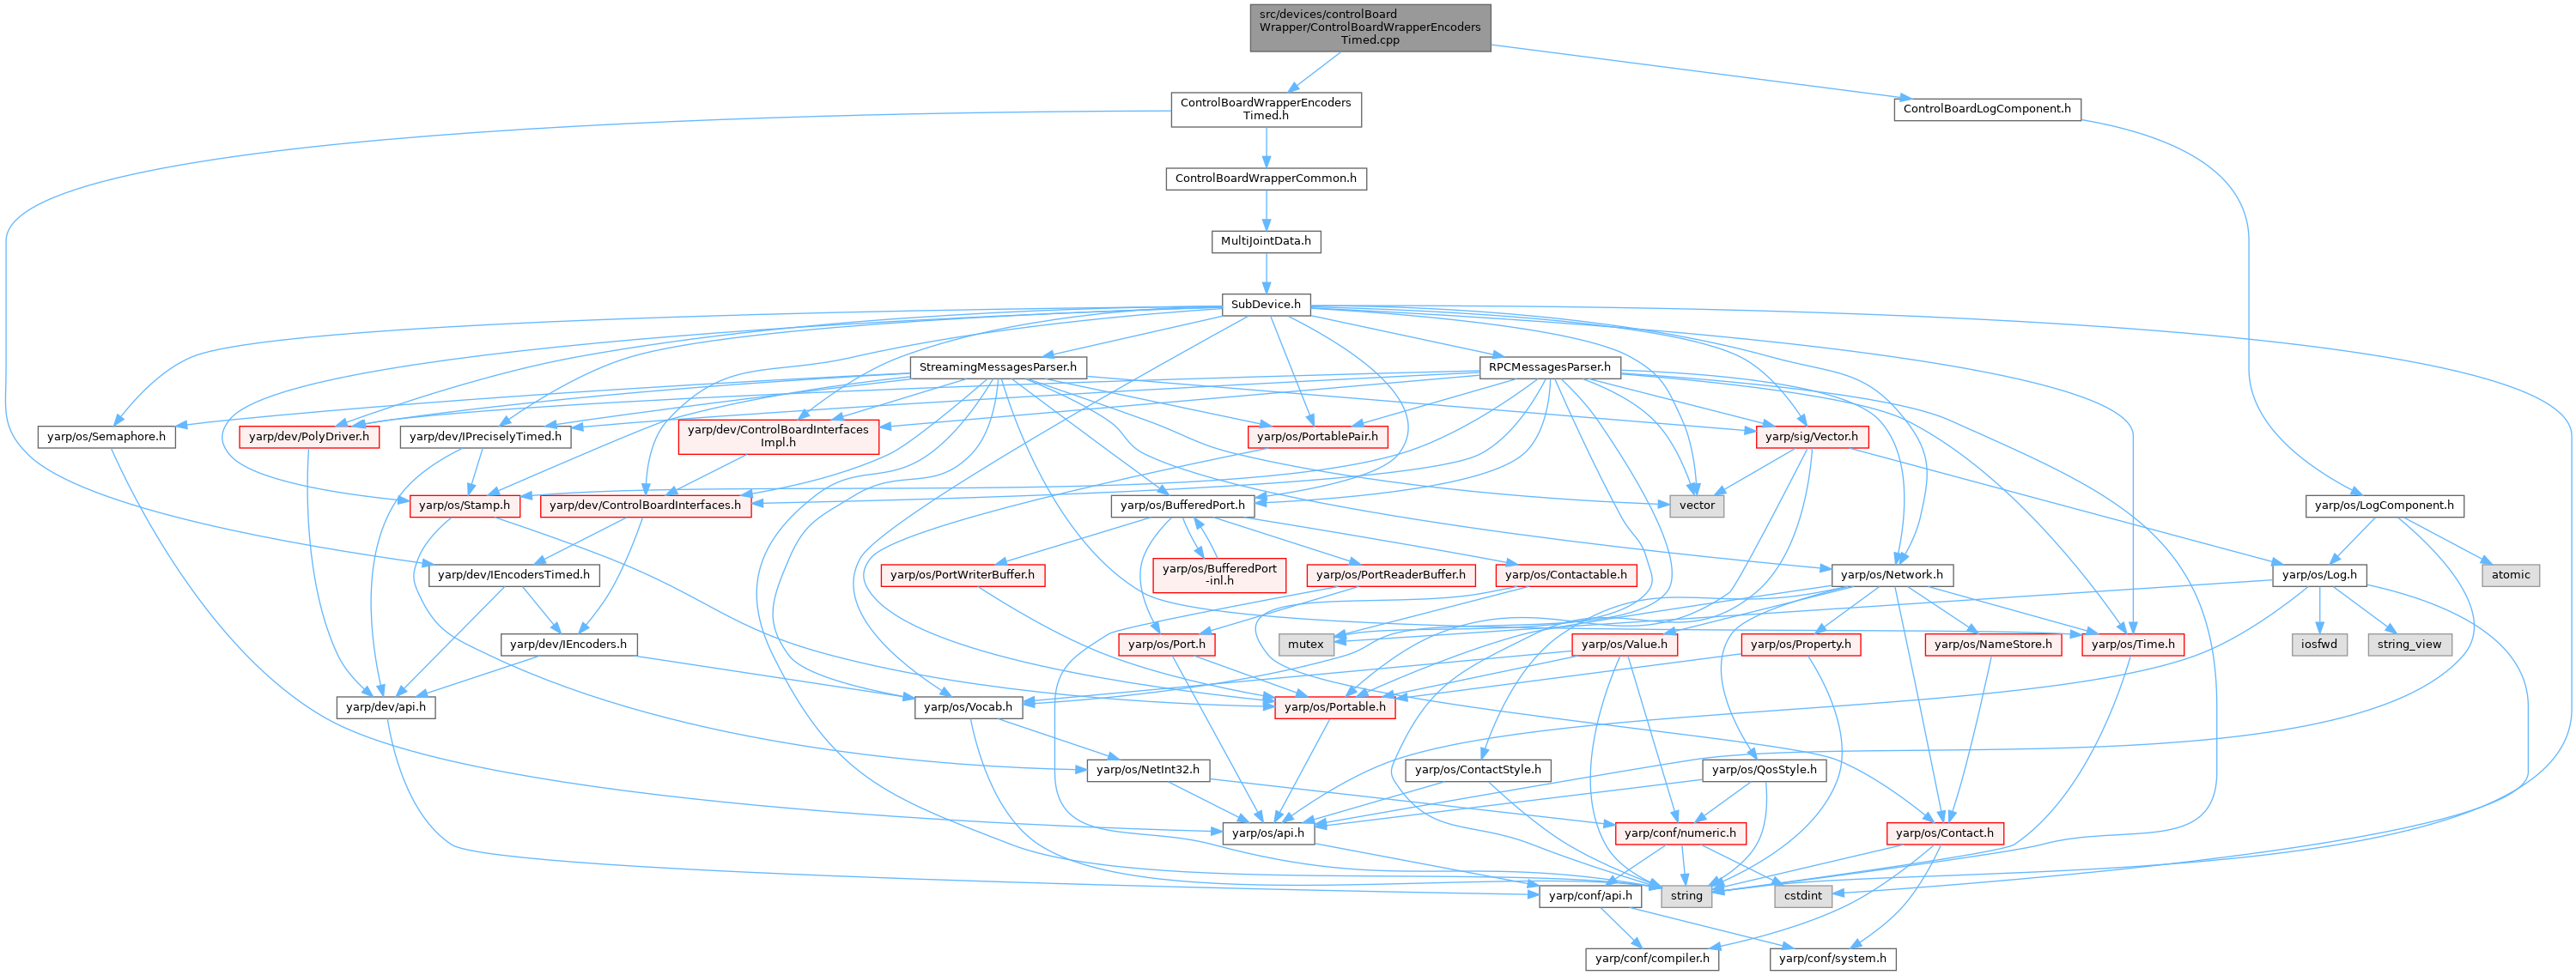 src/devices/controlBoard
Wrapper/ControlBoardWrapperEncoders
Timed.cpp
ControlBoardWrapperEncoders
Timed.h
ControlBoardLogComponent.h
ControlBoardWrapperCommon.h
MultiJointData.h
SubDevice.h
StreamingMessagesParser.h
RPCMessagesParser.h
yarp/os/Semaphore.h
yarp/dev/PolyDriver.h
yarp/dev/IPreciselyTimed.h
yarp/dev/ControlBoardInterfaces
Impl.h
yarp/os/PortablePair.h
yarp/sig/Vector.h
yarp/os/Stamp.h
yarp/dev/ControlBoardInterfaces.h
yarp/os/BufferedPort.h
vector
yarp/os/LogComponent.h
yarp/dev/IEncodersTimed.h
yarp/os/PortWriterBuffer.h
yarp/os/BufferedPort
-inl.h
yarp/os/PortReaderBuffer.h
yarp/os/Contactable.h
yarp/os/Network.h
yarp/os/Log.h
atomic
yarp/dev/IEncoders.h
yarp/os/Port.h
mutex
yarp/os/Value.h
yarp/os/Property.h
yarp/os/NameStore.h
yarp/os/Time.h
iosfwd
string_view
yarp/dev/api.h
yarp/os/Vocab.h
yarp/os/Portable.h
yarp/os/NetInt32.h
yarp/os/ContactStyle.h
yarp/os/QosStyle.h
yarp/os/api.h
yarp/conf/numeric.h
yarp/os/Contact.h
yarp/conf/api.h
string
cstdint
yarp/conf/compiler.h
yarp/conf/system.h